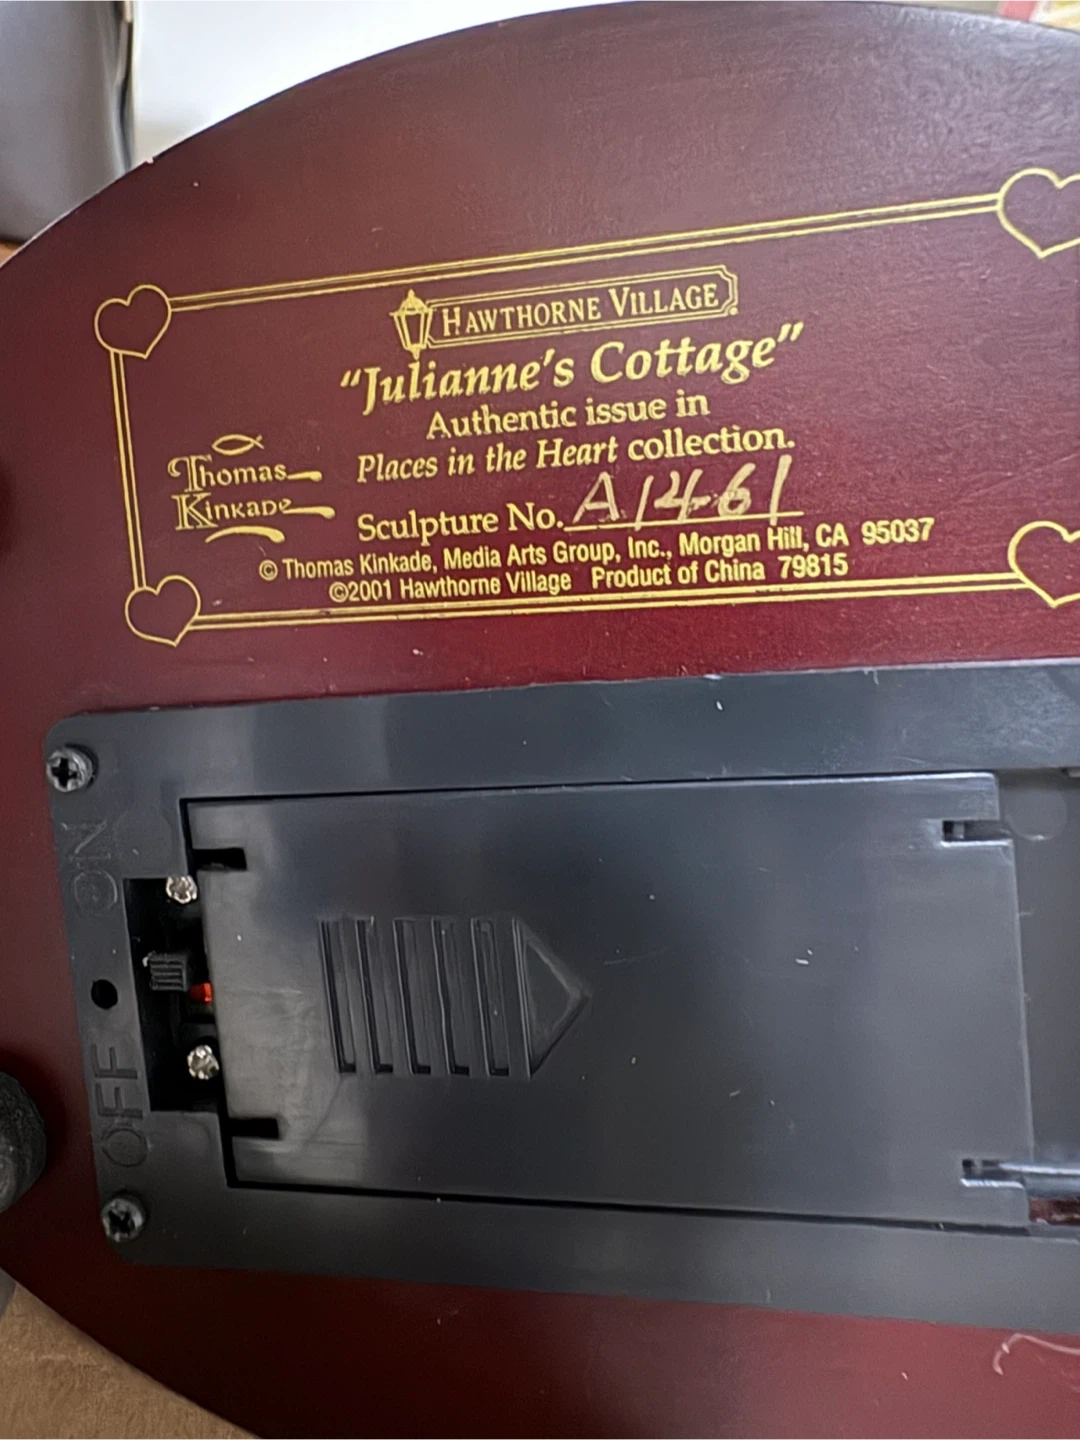 HAWTHORNE VILLAGE
"Julianne's Cottage"
Authentic issue in
Places in the Heart collection.
Thomas
Kinkade
Sculpture No. A1461
© Thomas Kinkade, Media Arts Group, Inc., Morgan Hill, CA 95037
©2001 Hawthorne Village Product of China 79815
ON
OFF